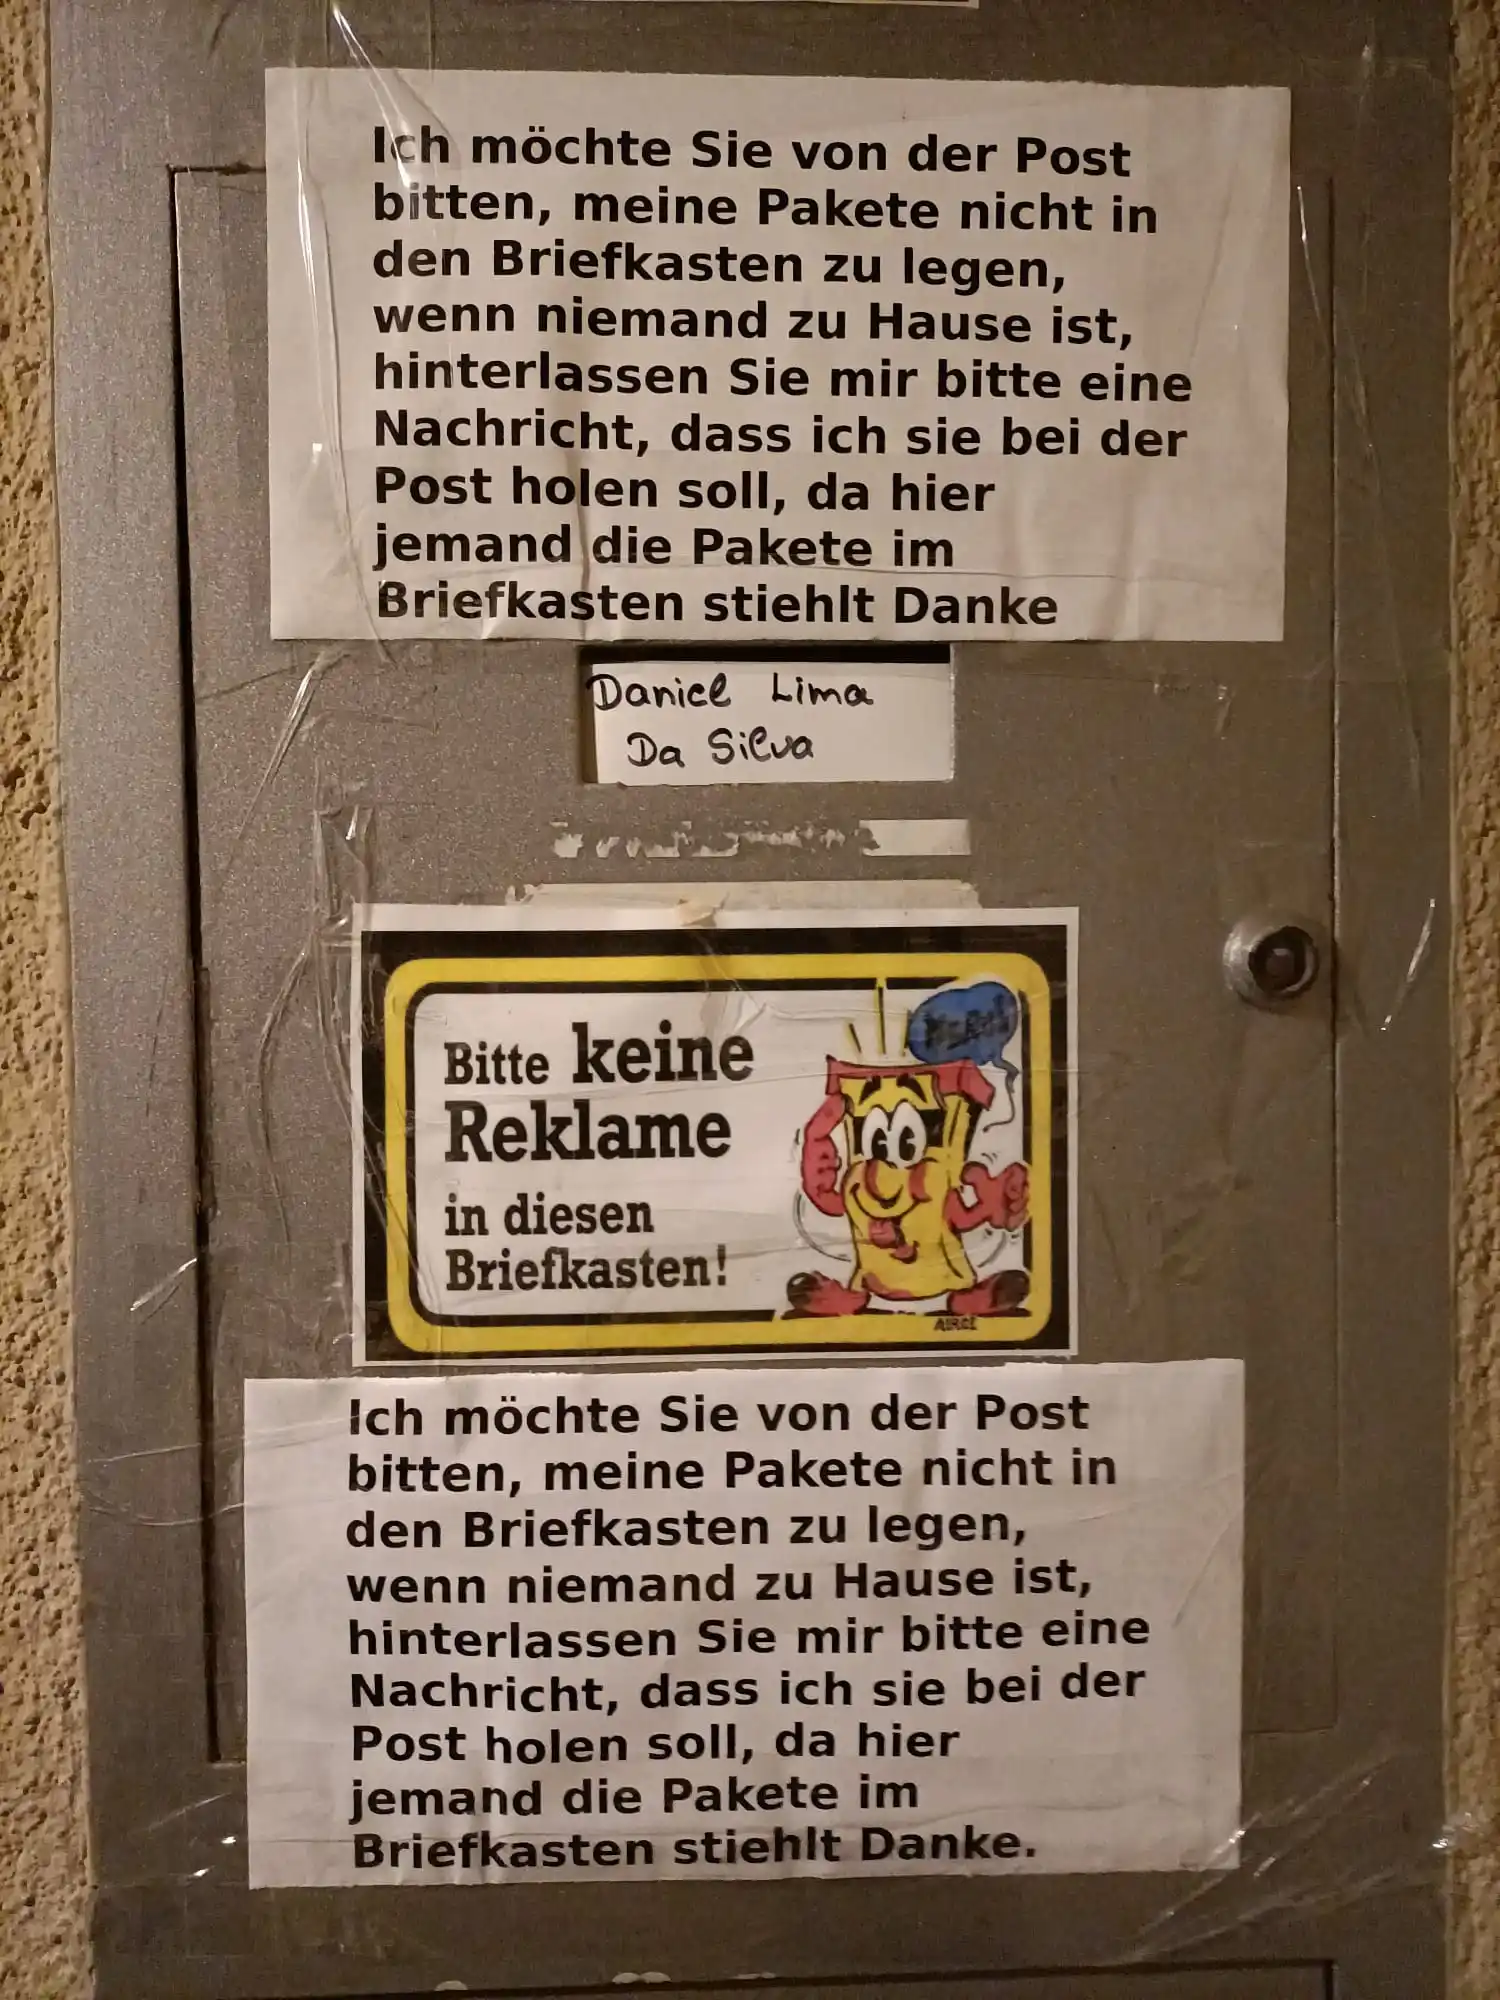 Ich möchte Sie von der Post
bitten, meine Pakete nicht in
den Briefkasten zu legen,
wenn niemand zu Hause ist,
hinterlassen Sie mir bitte eine
Nachricht, dass ich sie bei der
Post holen soll, da hier
jemand die Pakete im
Briefkasten stiehlt Danke
Daniel Lima
Da Silva
Bitte keine
Reklame
in diesen
Briefkasten!
Ich möchte Sie von der Post
bitten, meine Pakete nicht in
den Briefkasten zu legen,
wenn niemand zu Hause ist,
hinterlassen Sie mir bitte eine
Nachricht, dass ich sie bei der
Post holen soll, da hier
jemand die Pakete im
Briefkasten stiehlt Danke.